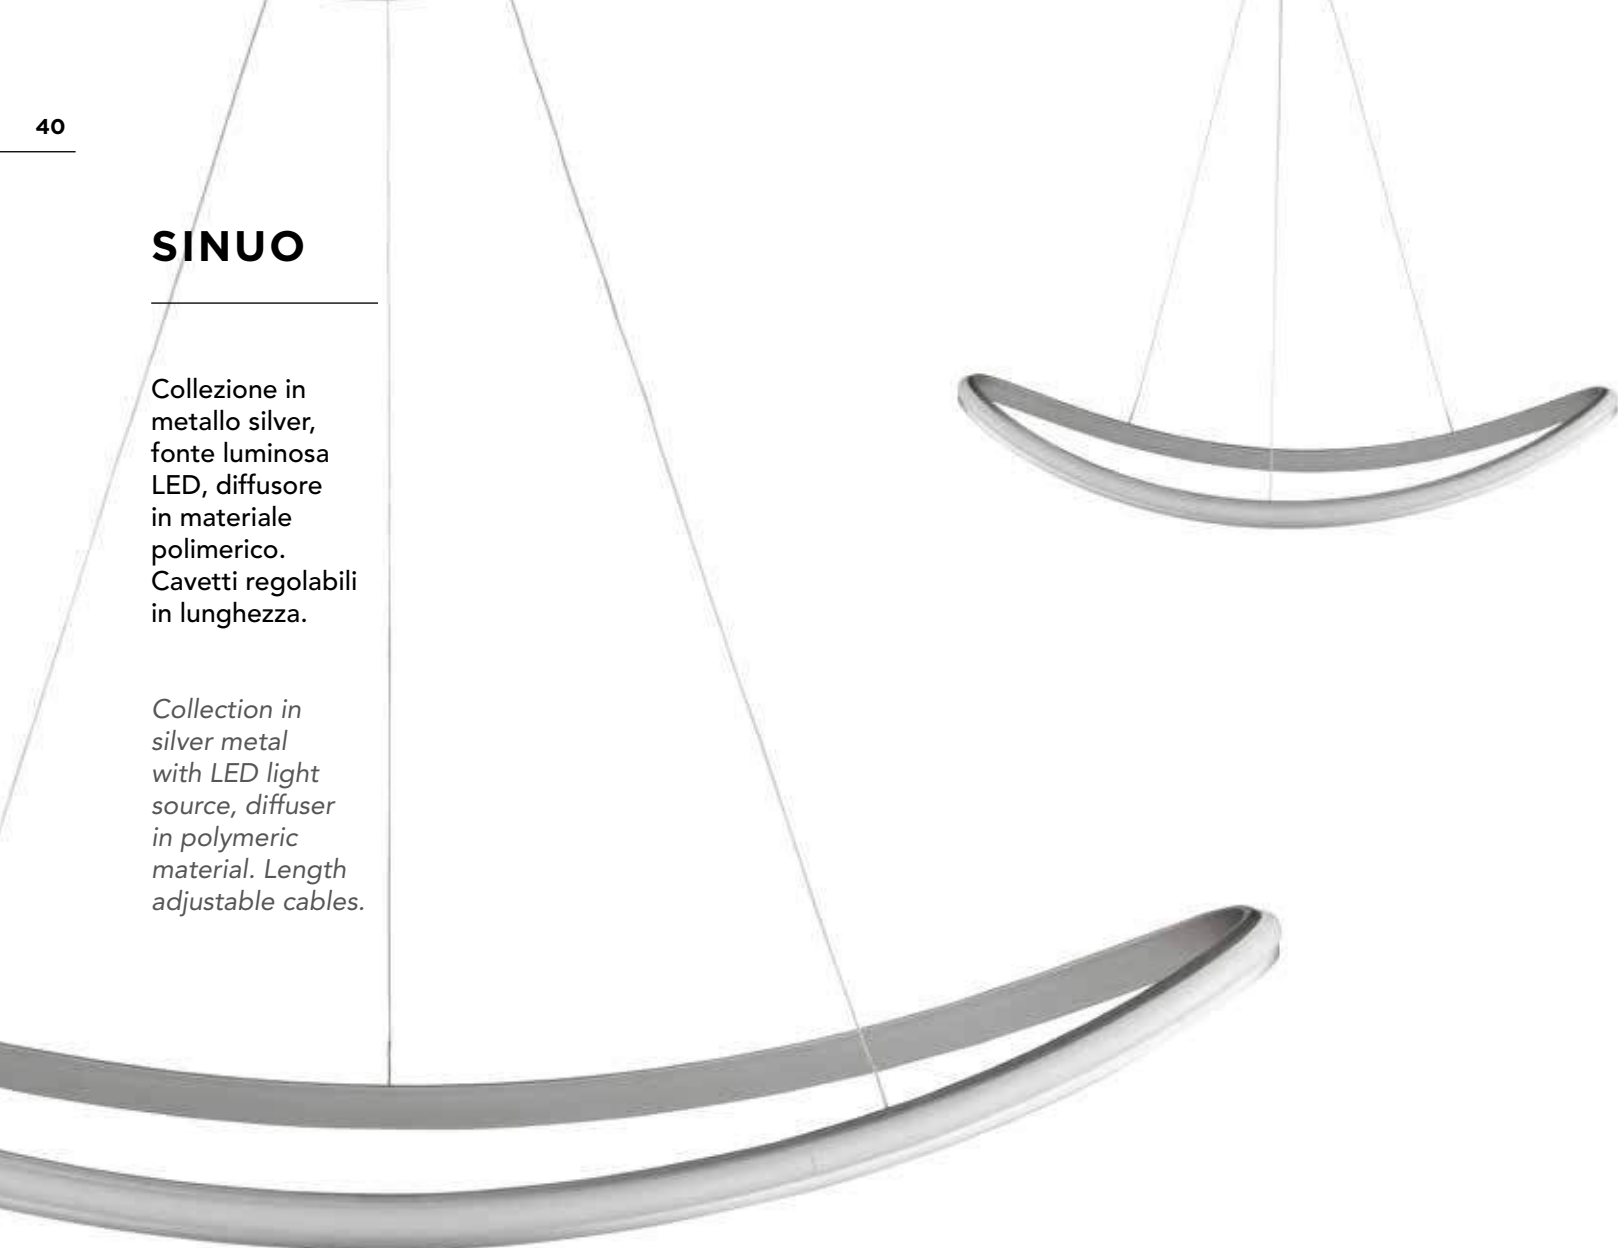 40
SINUO
Collezione in
metallo silver,
fonte luminosa
LED, diffusore
in materiale
polimerico.
Cavetti regolabili
in lunghezza.
Collection in
silver metal
with LED light
source, diffuser
in polymeric
material. Length
adjustable cables.